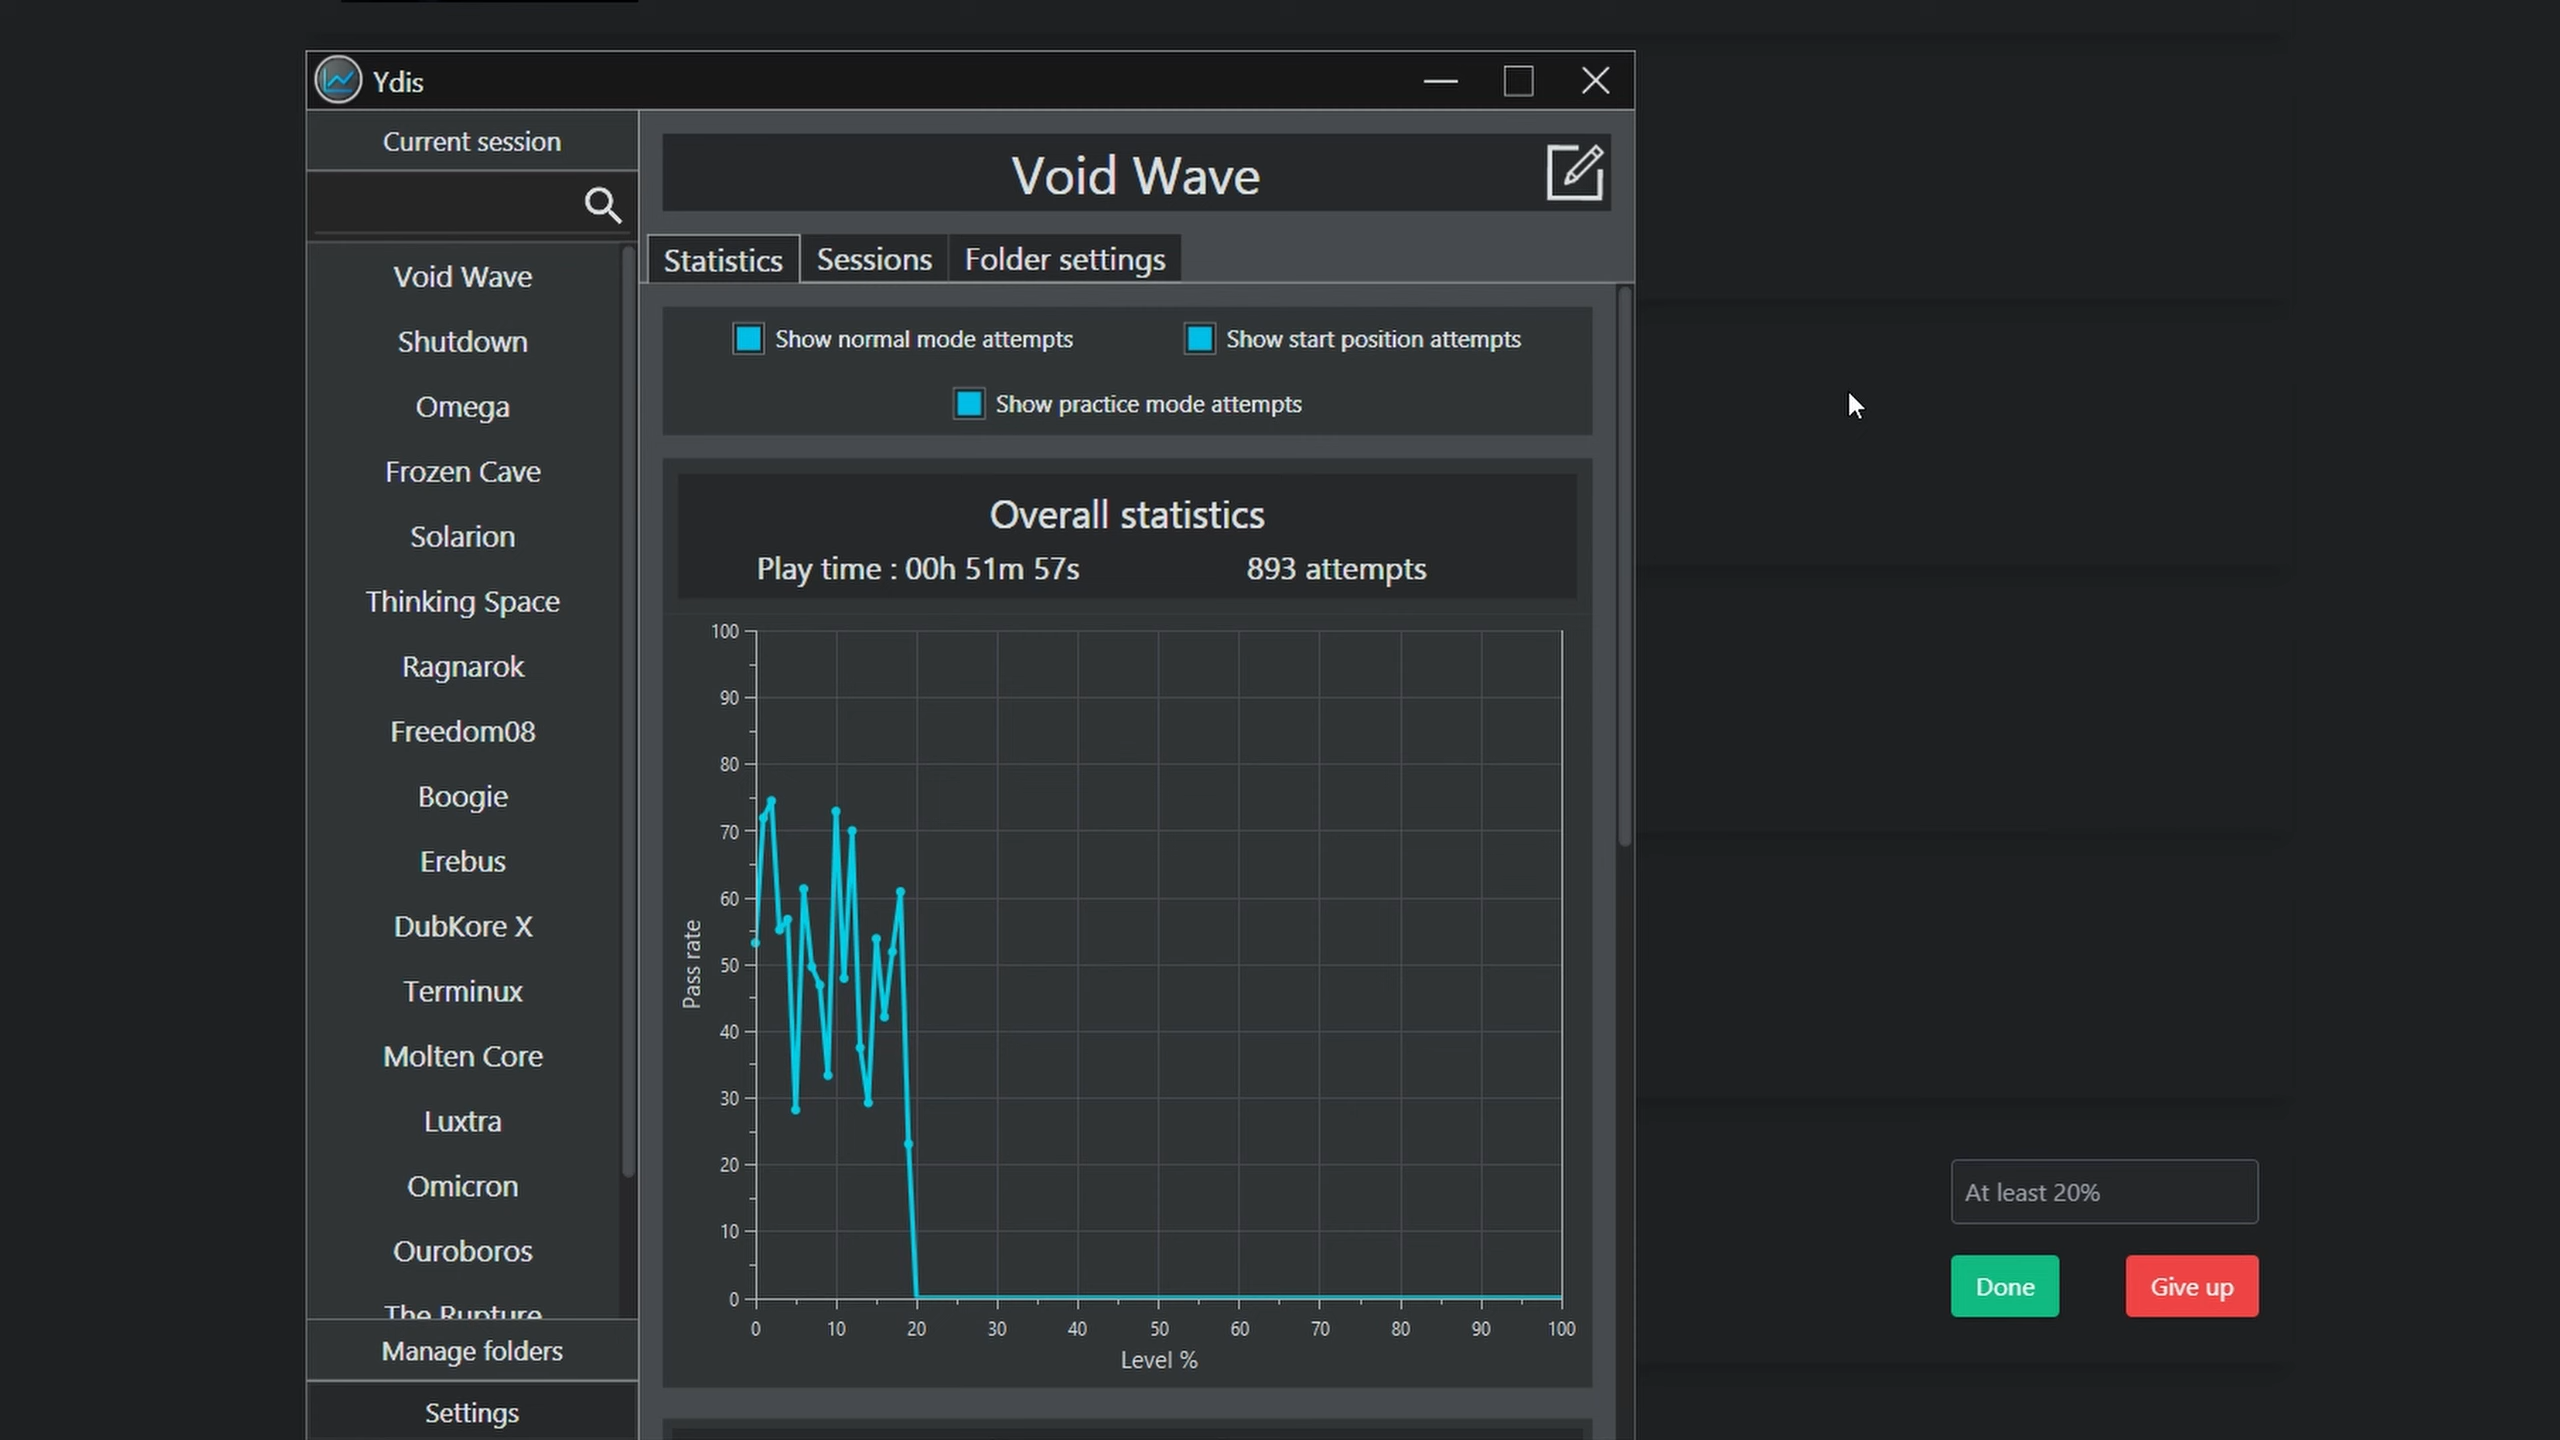 Ydis
Current session
Void Wave
Shutdown
Omega
Frozen Cave
Solarion
Thinking Space
Ragnarok
Freedom08
Boogie
Erebus
DubKore X
Terminux
Molten Core
Luxtra
Omicron
Ouroboros
The Rupture
Manage folders
Settings
Void Wave
Statistics Sessions Folder settings
Show normal mode attempts Show start position attempts
Show practice mode attempts
Overall statistics
Play time : 00h 51m 57s 893 attempts
100
90
80
70
60
50
40
30
20
10
0
Pass rate
0 10 20 30 40 50 60 70 80 90 100
Level %
At least 20%
Done Give up